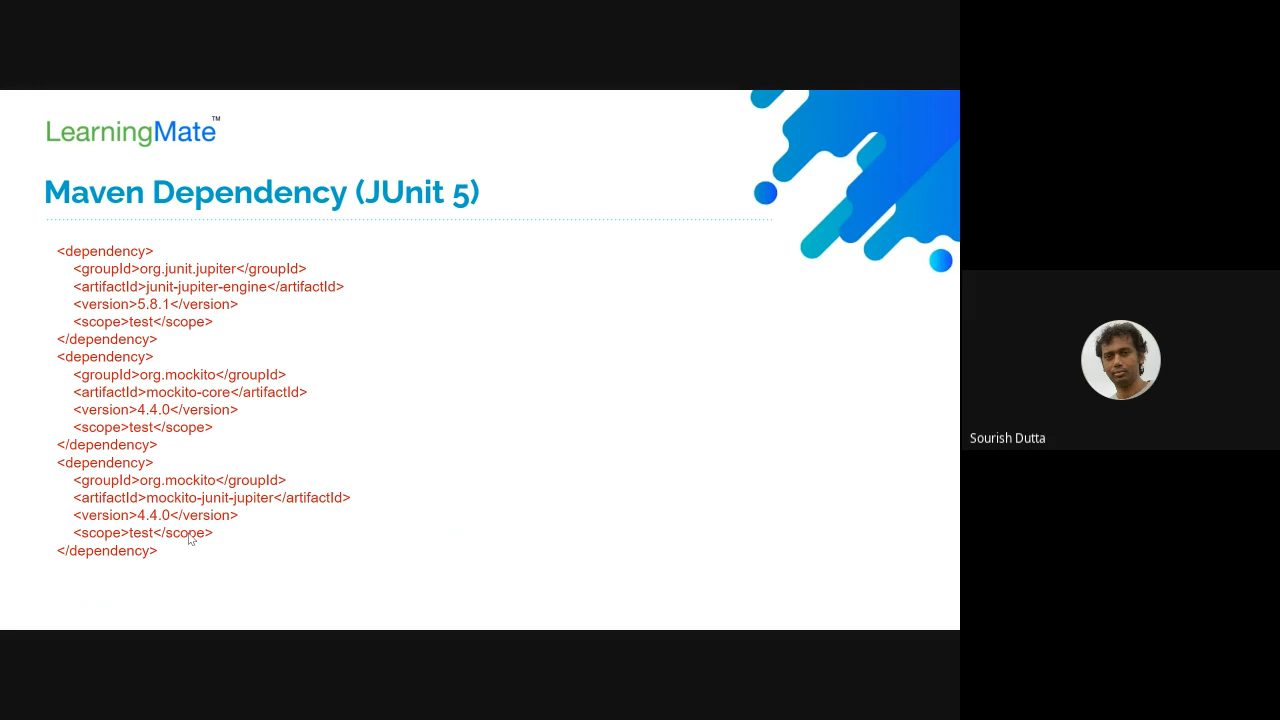 LearningMate™
Maven Dependency (JUnit 5)
<dependency>
<groupId>org.junit.jupiter</groupId>
<artifactId>junit-jupiter-engine</artifactId>
<version>5.8.1</version>
<scope>test</scope>
</dependency>
<dependency>
<groupId>org.mockito</groupId>
<artifactId>mockito-core</artifactId>
<version>4.4.0</version>
<scope>test</scope>
</dependency>
<dependency>
<groupId>org.mockito</groupId>
<artifactId>mockito-junit-jupiter</artifactId>
<version>4.4.0</version>
<scope>test</scope>
</dependency>
Sourish Dutta